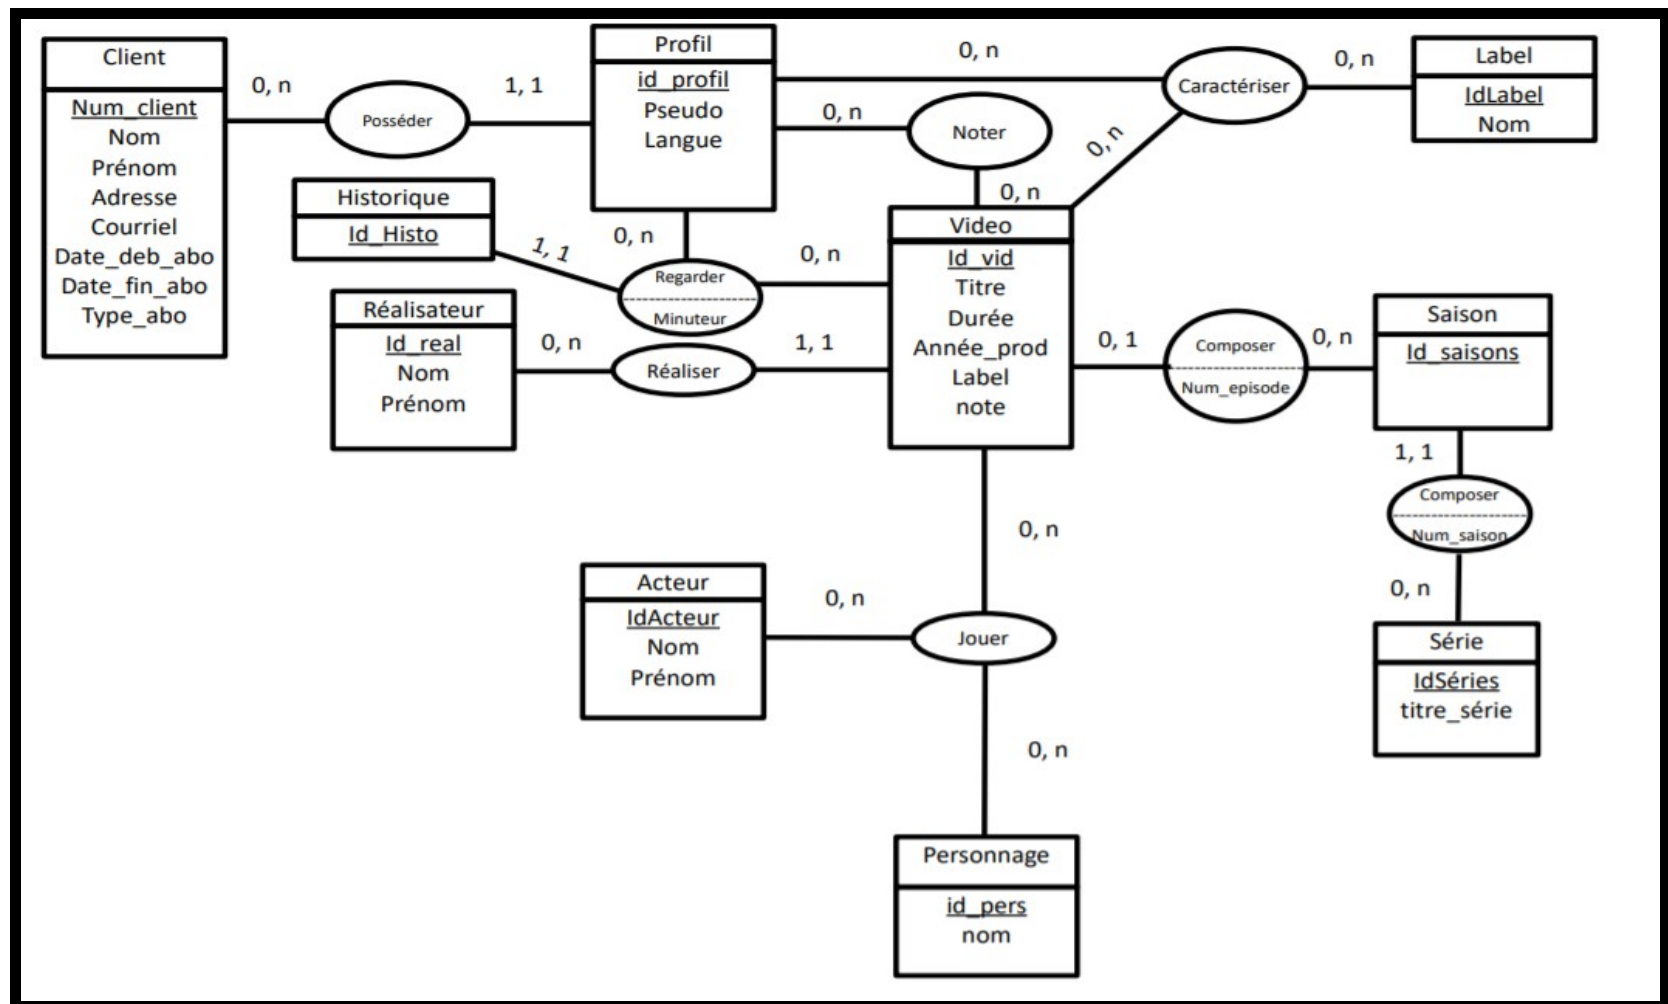 Client
Num_client
Nom
Prénom
Adresse
Courriel
Date_deb_abo
Date_fin_abo
Type_abo
0, n
Posséder
1, 1
Profil
id_profil
Pseudo
Langue
0, n
Caractériser
0, n
Label
IdLabel
Nom
0, n
Noter
0, n
0, n
Historique
Id_Histo
1, 1
0, n
Regarder
Minuteur
0, n
Video
Id_vid
Titre
Durée
Année_prod
Label
note
Réalisateur
Id_real
Nom
Prénom
0, n
Réaliser
1, 1
0, 1
Composer
Num_episode
0, n
Saison
Id_saisons
1, 1
Composer
Num_saison
0, n
Série
IdSéries
titre_série
0, n
Acteur
IdActeur
Nom
Prénom
0, n
Jouer
0, n
Personnage
id_pers
nom